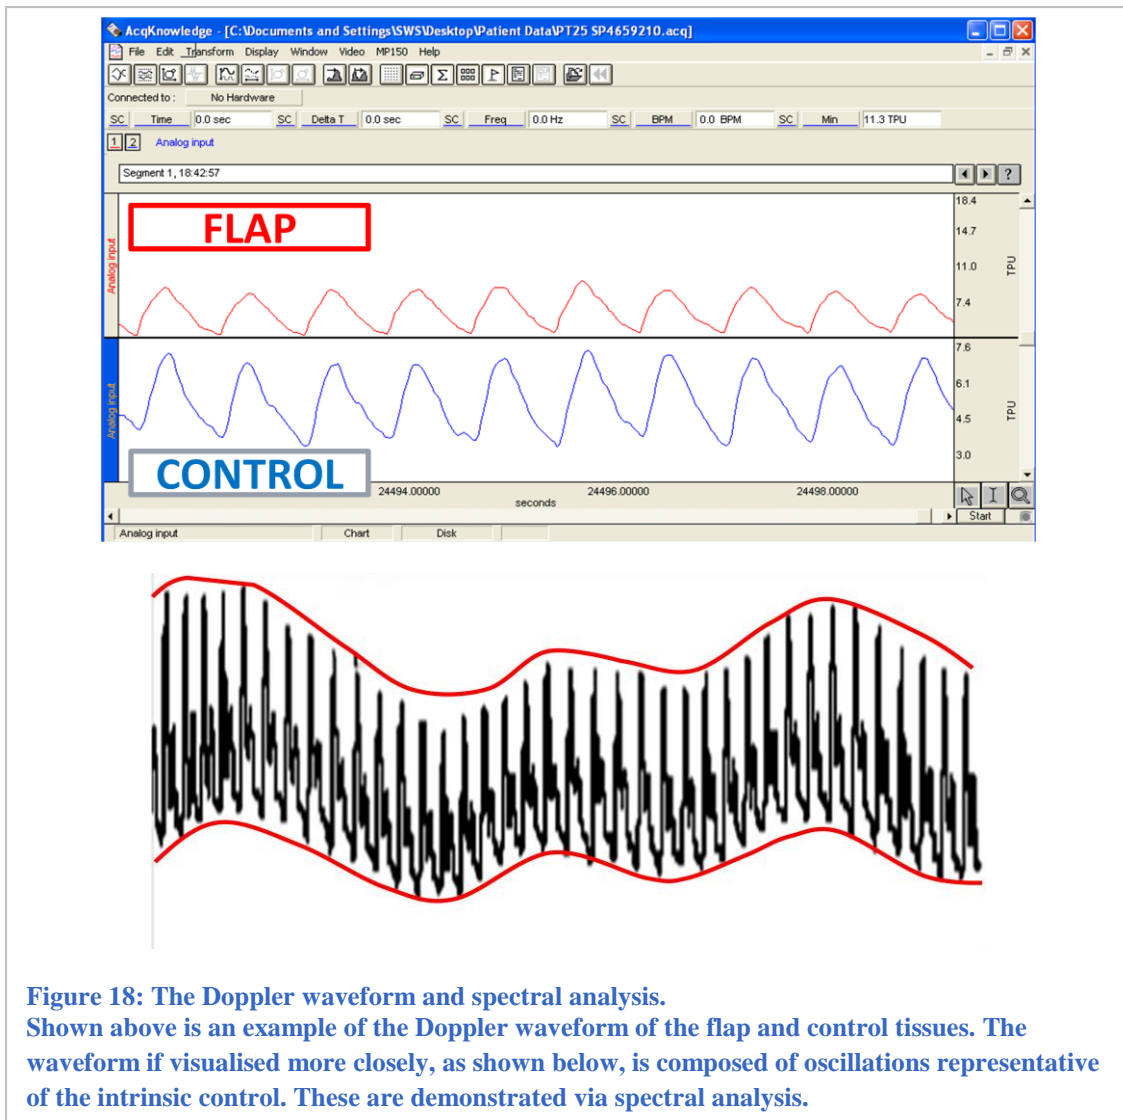 AcqKnowledge - [C:\Documents and Settings\SWS\Desktop\Patient Data\PT25 SP4659210.acq]
File Edit Transform Display Window Video MP150 Help
Connected to : No Hardware
SC Time 0.0 sec SC Delta T 0.0 sec SC Freq 0.0 Hz SC BPM 0.0 BPM SC Min 11.3 TPU
1 2 Analog input
Segment 1, 18:42:57 ?
FLAP
Analog input
18.4
14.7
11.0
7.4
TPU
CONTROL
Analog input
7.6
6.1
4.5
3.0
TPU
24494.00000 24496.00000 24498.00000
seconds
Start
Analog input Chart Disk
Figure 18: The Doppler waveform and spectral analysis.
Shown above is an example of the Doppler waveform of the flap and control tissues. The
waveform if visualised more closely, as shown below, is composed of oscillations representative
of the intrinsic control. These are demonstrated via spectral analysis.